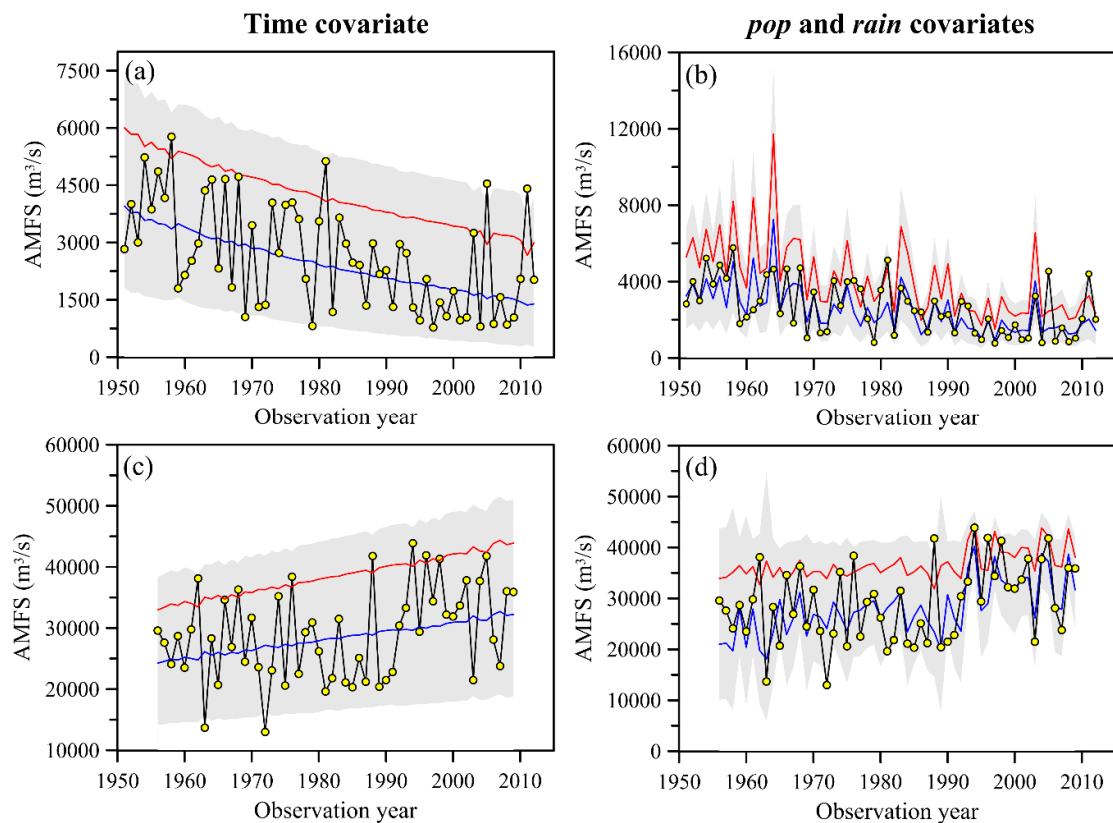 Time covariate
pop and rain covariates
(a)
AMFS (m³/s)
7500
6000
4500
3000
1500
0
1950 1960 1970 1980 1990 2000 2010
Observation year
(b)
AMFS (m³/s)
16000
12000
8000
4000
0
1950 1960 1970 1980 1990 2000 2010
Observation year
(c)
AMFS (m³/s)
60000
50000
40000
30000
20000
10000
1950 1960 1970 1980 1990 2000 2010
Observation year
(d)
AMFS (m³/s)
60000
50000
40000
30000
20000
10000
0
1950 1960 1970 1980 1990 2000 2010
Observation year